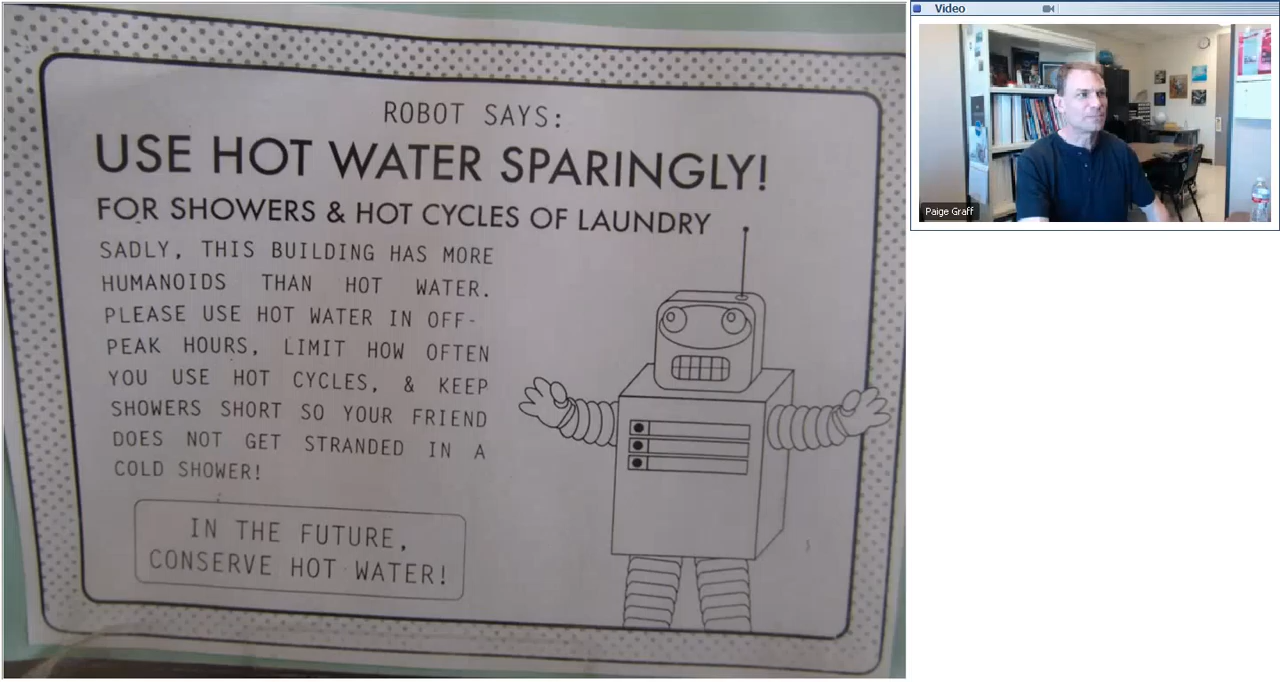 ROBOT SAYS:
USE HOT WATER SPARINGLY!
FOR SHOWERS & HOT CYCLES OF LAUNDRY
SADLY, THIS BUILDING HAS MORE
HUMANOIDS THAN HOT WATER.
PLEASE USE HOT WATER IN OFF-
PEAK HOURS, LIMIT HOW OFTEN
YOU USE HOT CYCLES, & KEEP
SHOWERS SHORT SO YOUR FRIEND
DOES NOT GET STRANDED IN A
COLD SHOWER!
IN THE FUTURE,
CONSERVE HOT WATER!
Video
Paige Graff